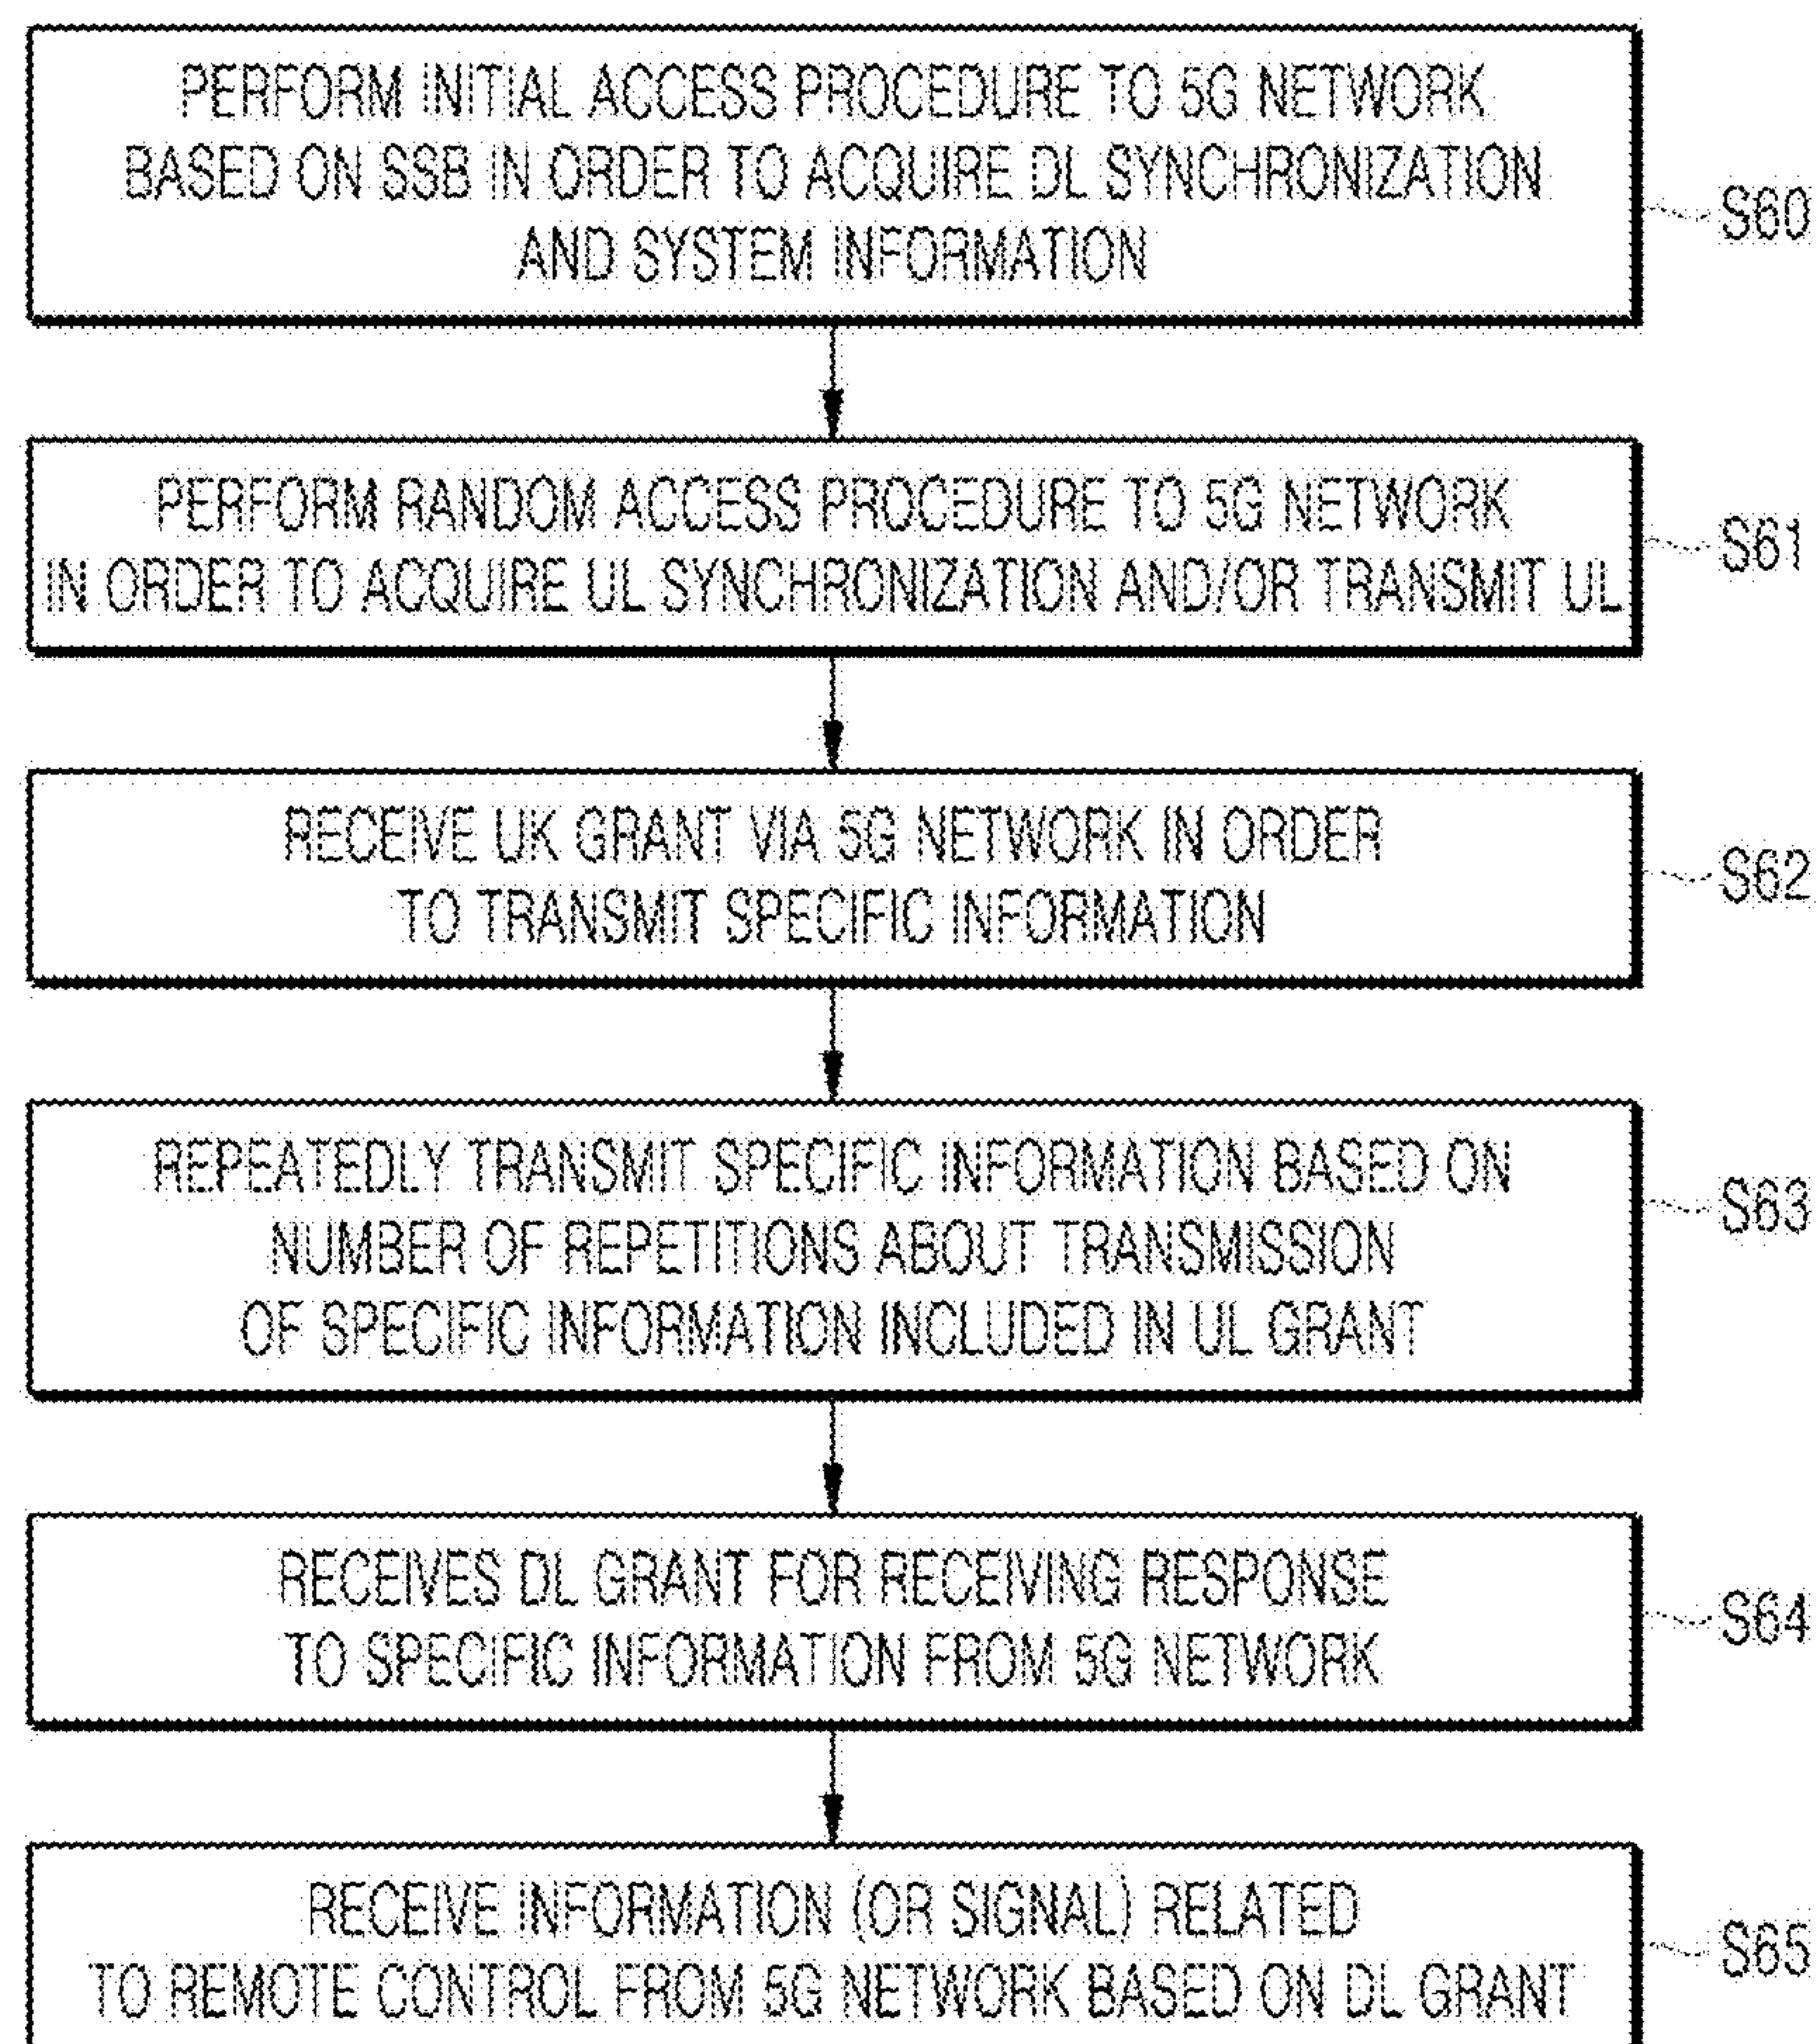 PERFORM INITIAL ACCESS PROCEDURE TO 5G NETWORK
BASED ON SSB IN ORDER TO ACQUIRE DL SYNCHRONIZATION
AND SYSTEM INFORMATION
S60
PERFORM RANDOM ACCESS PROCEDURE TO 5G NETWORK
IN ORDER TO ACQUIRE UL SYNCHRONIZATION AND/OR TRANSMIT UL
S61
RECEIVE UK GRANT VIA 5G NETWORK IN ORDER
TO TRANSMIT SPECIFIC INFORMATION
S62
REPEATEDLY TRANSMIT SPECIFIC INFORMATION BASED ON
NUMBER OF REPETITIONS ABOUT TRANSMISSION
OF SPECIFIC INFORMATION INCLUDED IN UL GRANT
S63
RECEIVES DL GRANT FOR RECEIVING RESPONSE
TO SPECIFIC INFORMATION FROM 5G NETWORK
S64
RECEIVE INFORMATION (OR SIGNAL) RELATED
TO REMOTE CONTROL FROM 5G NETWORK BASED ON DL GRANT
S65